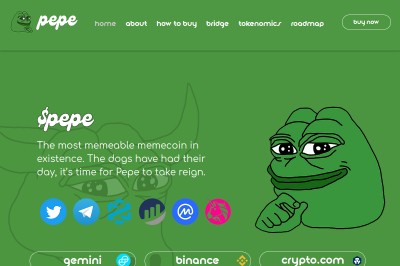 pepe
home about how to buy bridge tokenomics roadmap buy now
$pepe
The most memeable memecoin in
existence. The dogs have had their
day, it's time for Pepe to take reign.
gemini binance crypto.com